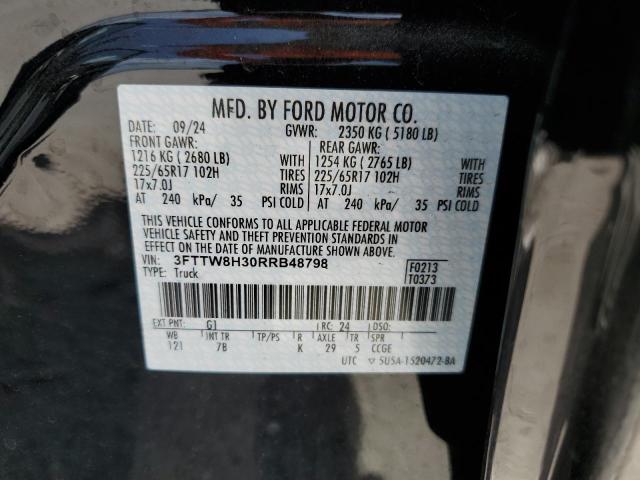 MFD. BY FORD MOTOR CO.
DATE: 09/24 GVWR: 2350 KG ( 5180 LB)
FRONT GAWR: REAR GAWR:
1216 KG ( 2680 LB) WITH 1254 KG ( 2765 LB) WITH
225/65R17 102H TIRES 225/65R17 102H TIRES
17x7.0J RIMS 17x7.0J RIMS
AT 240 kPa/ 35 PSI COLD AT 240 kPa/ 35 PSI COLD
THIS VEHICLE CONFORMS TO ALL APPLICABLE FEDERAL MOTOR
VEHICLE SAFETY AND THEFT PREVENTION STANDARDS IN
EFFECT ON THE DATE OF MANUFACTURE SHOWN ABOVE.
VIN: 3FTTW8H30RRB48798 F0213
TYPE: Truck T0373
EXT PNT: G1 RC: 24 DSO:
WB INT TR TP/PS R AXLE TR SPR
121 7B K 29 5 CCGE
UTC ▽ 5U5A-1520472-BA